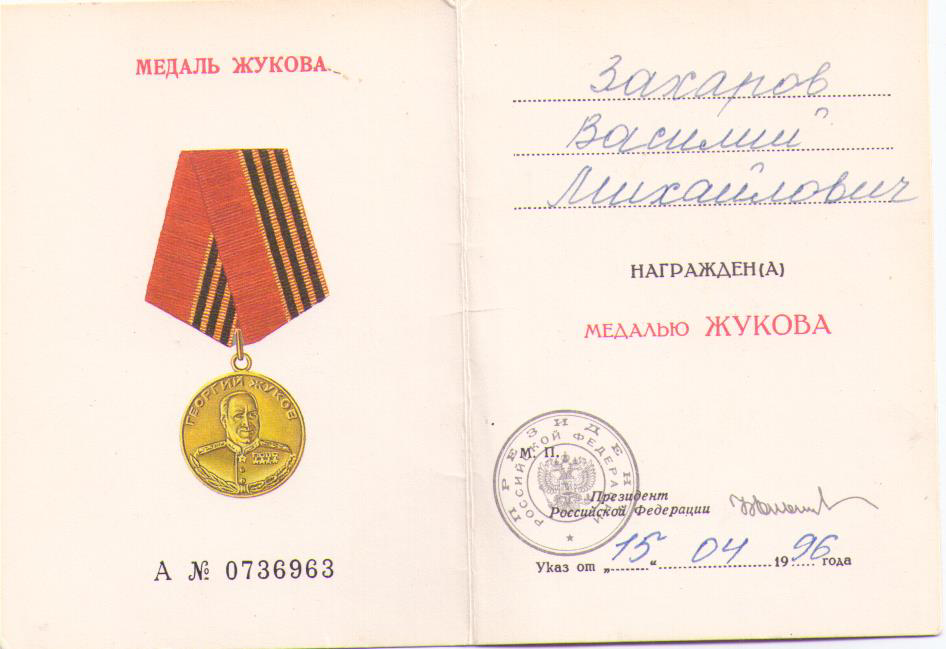 МЕДАЛЬ ЖУКОВА
ГЕОРГИЙ ЖУКОВ
А № 0736963
Захаров
Василий
Михайлович
НАГРАЖДЕН(А)
МЕДАЛЬЮ ЖУКОВА
ПРЕЗИДЕНТ
РОССИЙСКОЙ ФЕДЕРАЦИИ
М. П.
Президент
Российской Федерации
Указ от „15“ 04 1996 года